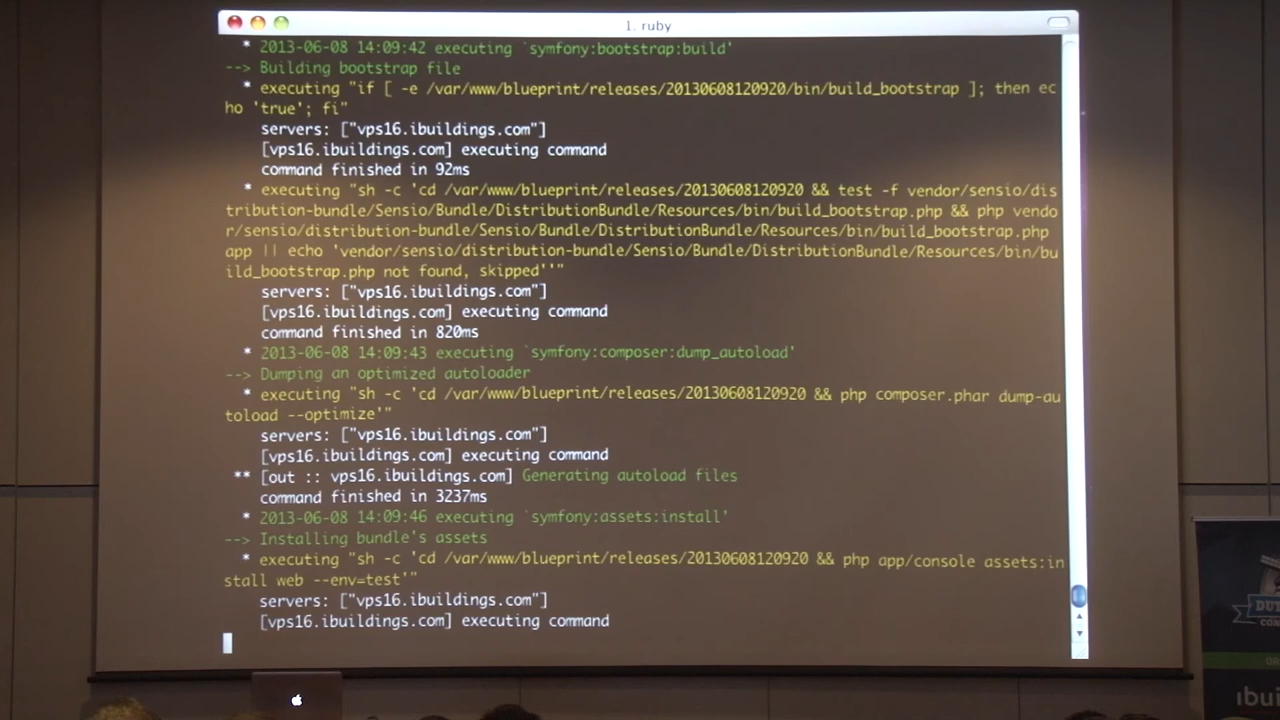 1. ruby
* 2013-06-08 14:09:42 executing `symfony:bootstrap:build'
--> Building bootstrap file
* executing "if [ -e /var/www/blueprint/releases/20130608120920/bin/build_bootstrap ]; then ec
ho 'true'; fi"
servers: ["vps16.ibuildings.com"]
[vps16.ibuildings.com] executing command
command finished in 92ms
* executing "sh -c 'cd /var/www/blueprint/releases/20130608120920 && test -f vendor/sensio/dis
tribution-bundle/Sensio/Bundle/DistributionBundle/Resources/bin/build_bootstrap.php && php vendo
r/sensio/distribution-bundle/Sensio/Bundle/DistributionBundle/Resources/bin/build_bootstrap.php
app || echo 'vendor/sensio/distribution-bundle/Sensio/Bundle/DistributionBundle/Resources/bin/bu
ild_bootstrap.php not found, skipped''"
servers: ["vps16.ibuildings.com"]
[vps16.ibuildings.com] executing command
command finished in 820ms
* 2013-06-08 14:09:43 executing `symfony:composer:dump_autoload'
--> Dumping an optimized autoloader
* executing "sh -c 'cd /var/www/blueprint/releases/20130608120920 && php composer.phar dump-au
toload --optimize'"
servers: ["vps16.ibuildings.com"]
[vps16.ibuildings.com] executing command
** [out :: vps16.ibuildings.com] Generating autoload files
command finished in 3237ms
* 2013-06-08 14:09:46 executing `symfony:assets:install'
--> Installing bundle's assets
* executing "sh -c 'cd /var/www/blueprint/releases/20130608120920 && php app/console assets:in
stall web --env=test'"
servers: ["vps16.ibuildings.com"]
[vps16.ibuildings.com] executing command
DU
CON
ibui